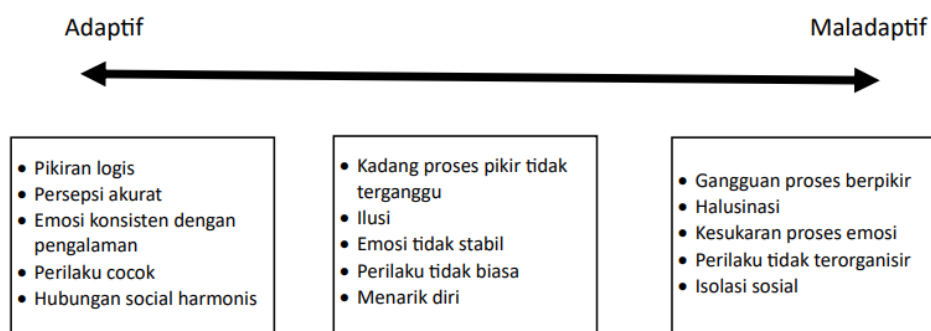 Adaptif
Maladaptif
• Pikiran logis
• Persepsi akurat
• Emosi konsisten dengan
pengalaman
• Perilaku cocok
• Hubungan social harmonis
• Kadang proses pikir tidak
terganggu
• Ilusi
• Emosi tidak stabil
• Perilaku tidak biasa
• Menarik diri
• Gangguan proses berpikir
• Halusinasi
• Kesukaran proses emosi
• Perilaku tidak terorganisir
• Isolasi sosial